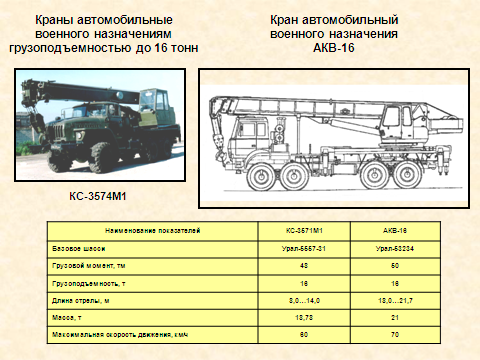 Краны автомобильные
военного назначениям
грузоподъемностью до 16 тонн
Кран автомобильный
военного назначения
АКВ-16
КС-3574М1
Наименование показателей КС-3571М1 АКВ-16
Базовое шасси Урал-5557-31 Урал-53234
Грузовой момент, тм 48 50
Грузоподъемность, т 16 16
Длина стрелы, м 8,0...14,0 13,0...21,7
Масса, т 18,78 21
Максимальная скорость движения, км/ч 60 70